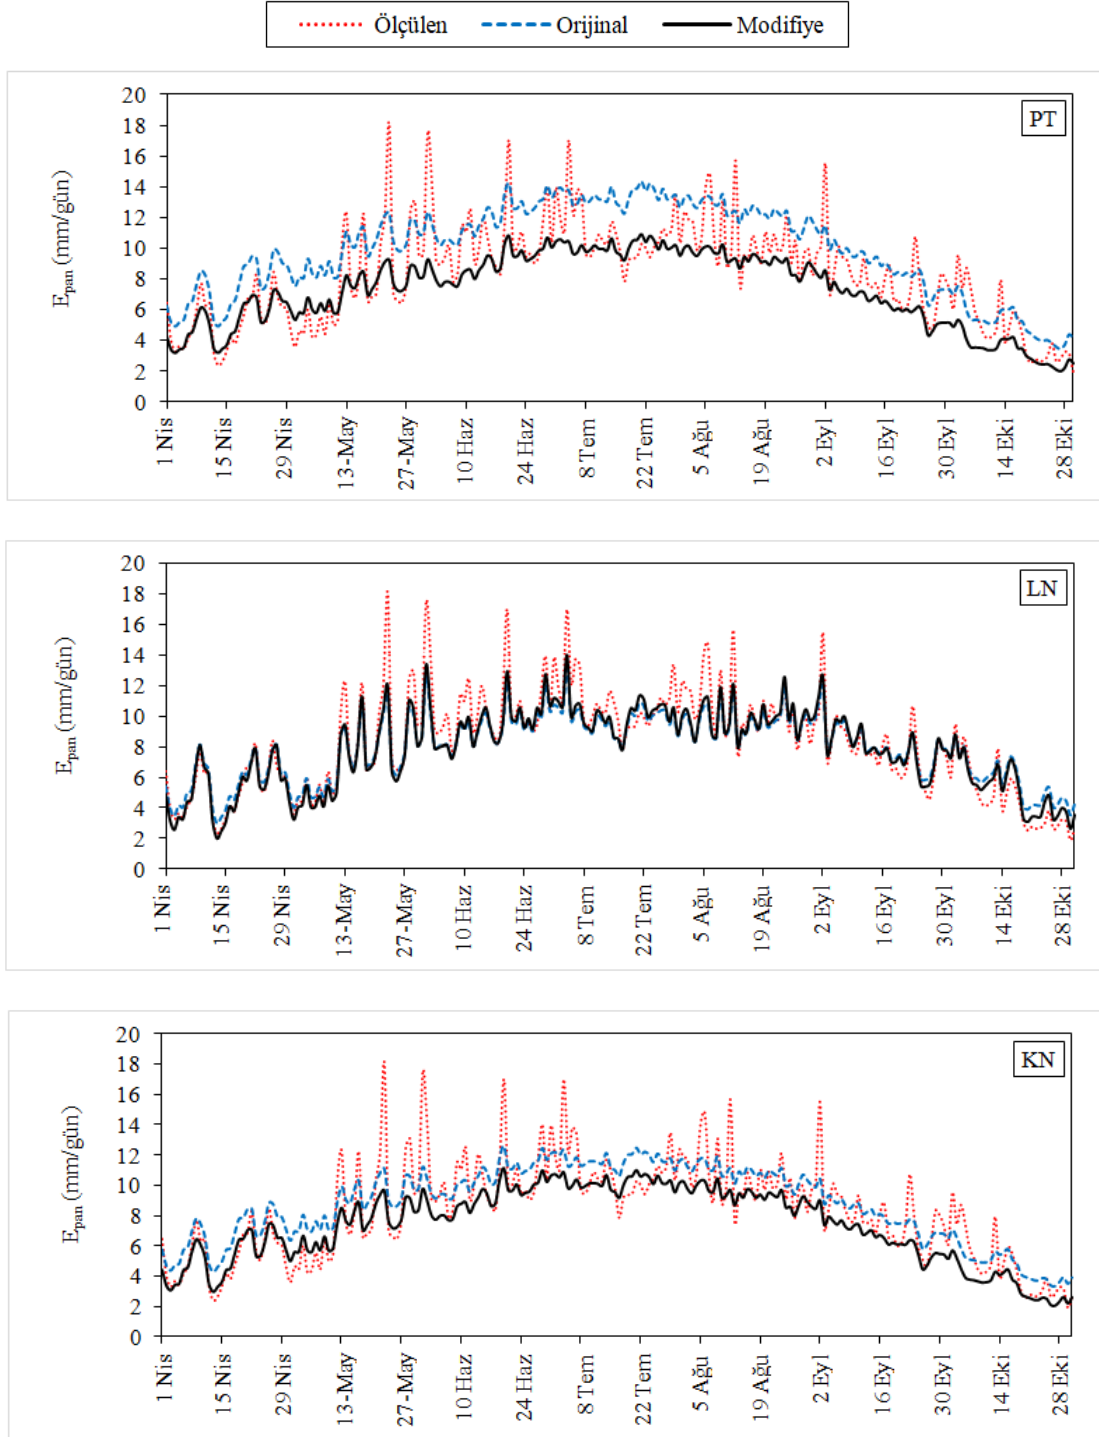 Ölçülen Orijinal Modifiye
PT
E_pan (mm/gün)
20
18
16
14
12
10
8
6
4
2
0
1 Nis
15 Nis
29 Nis
13-May
27-May
10 Haz
24 Haz
8 Tem
22 Tem
5 Ağu
19 Ağu
2 Eyl
16 Eyl
30 Eyl
14 Eki
28 Eki
LN
E_pan (mm/gün)
20
18
16
14
12
10
8
6
4
2
0
1 Nis
15 Nis
29 Nis
13-May
27-May
10 Haz
24 Haz
8 Tem
22 Tem
5 Ağu
19 Ağu
2 Eyl
16 Eyl
30 Eyl
14 Eki
28 Eki
KN
E_pan (mm/gün)
20
18
16
14
12
10
8
6
4
2
0
1 Nis
15 Nis
29 Nis
13-May
27-May
10 Haz
24 Haz
8 Tem
22 Tem
5 Ağu
19 Ağu
2 Eyl
16 Eyl
30 Eyl
14 Eki
28 Eki